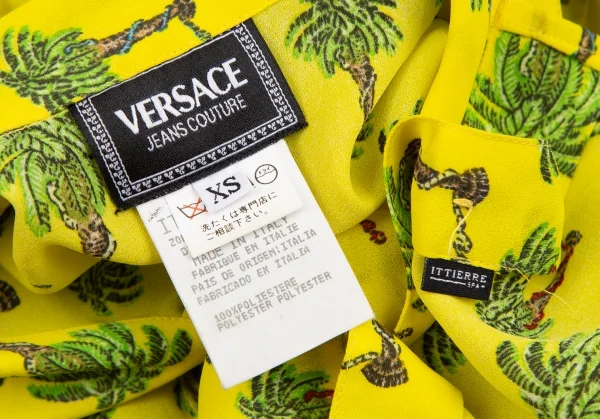 VERSACE
JEANS COUTURE
XS
洗たくは専門店に
ご相談下さい。
MADE IN ITALY
FABRIQUE EN ITALIE
PAIS DE ORIGEN:ITALIA
FABRICADO EN ITALIA
100%POLIESTERE
POLYESTER POLYESTER
ITTIERRE
SPA